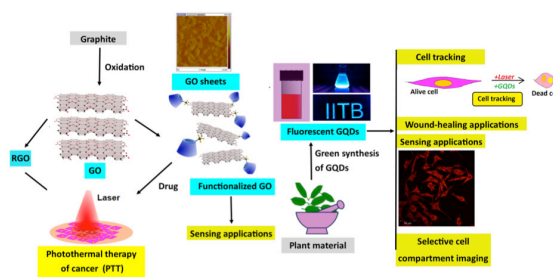 Graphite
Oxidation
GO sheets
RGO
GO
Laser
Drug
Functionalized GO
Sensing applications
Photothermal therapy
of cancer (PTT)
IITB
Fluorescent GQDs
Green synthesis
of GQDs
Plant material
Cell tracking
+Laser
+GQDs
Alive cell
Cell tracking
Dead c
Wound-healing applications
Sensing applications
Selective cell
compartment imaging